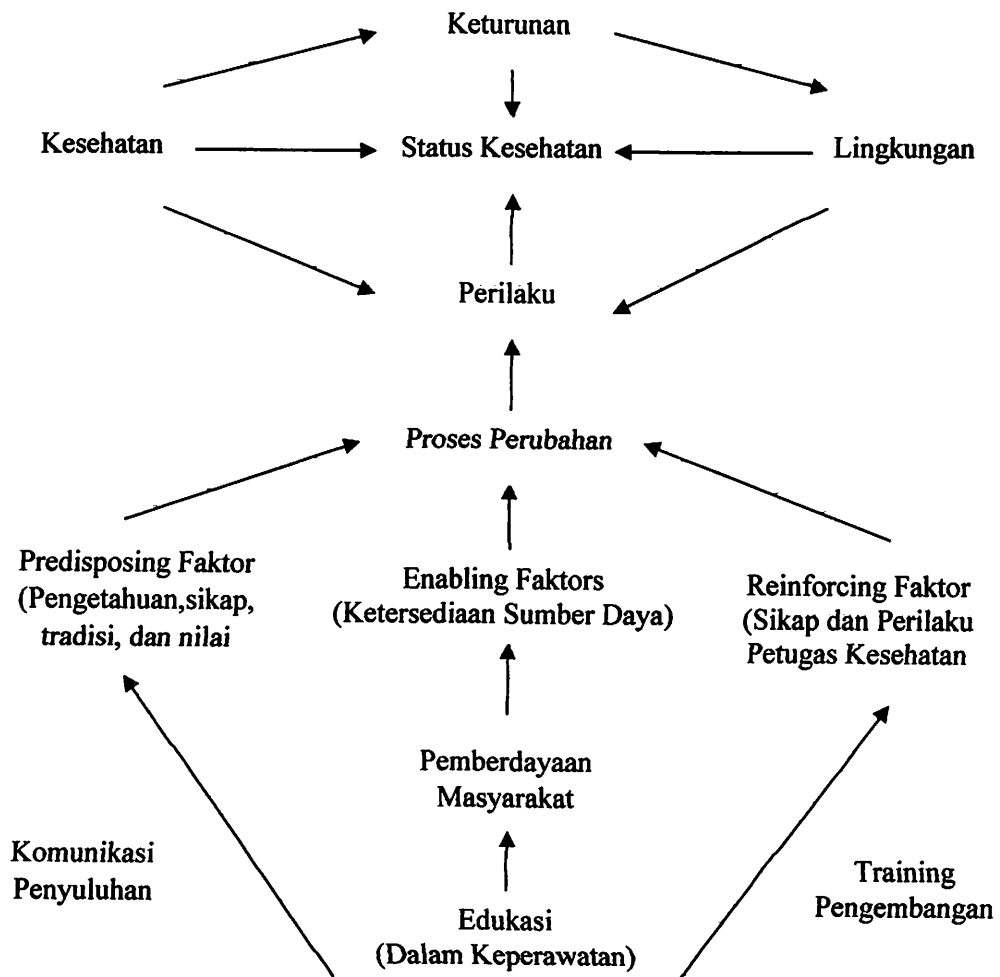 Keturunan
Kesehatan
Status Kesehatan
Lingkungan
Perilaku
Proses Perubahan
Predisposing Faktor
(Pengetahuan,sikap,
tradisi, dan nilai
Enabling Faktors
(Ketersediaan Sumber Daya)
Reinforcing Faktor
(Sikap dan Perilaku
Petugas Kesehatan
Pemberdayaan
Masyarakat
Komunikasi
Penyuluhan
Training
Pengembangan
Edukasi
(Dalam Keperawatan)